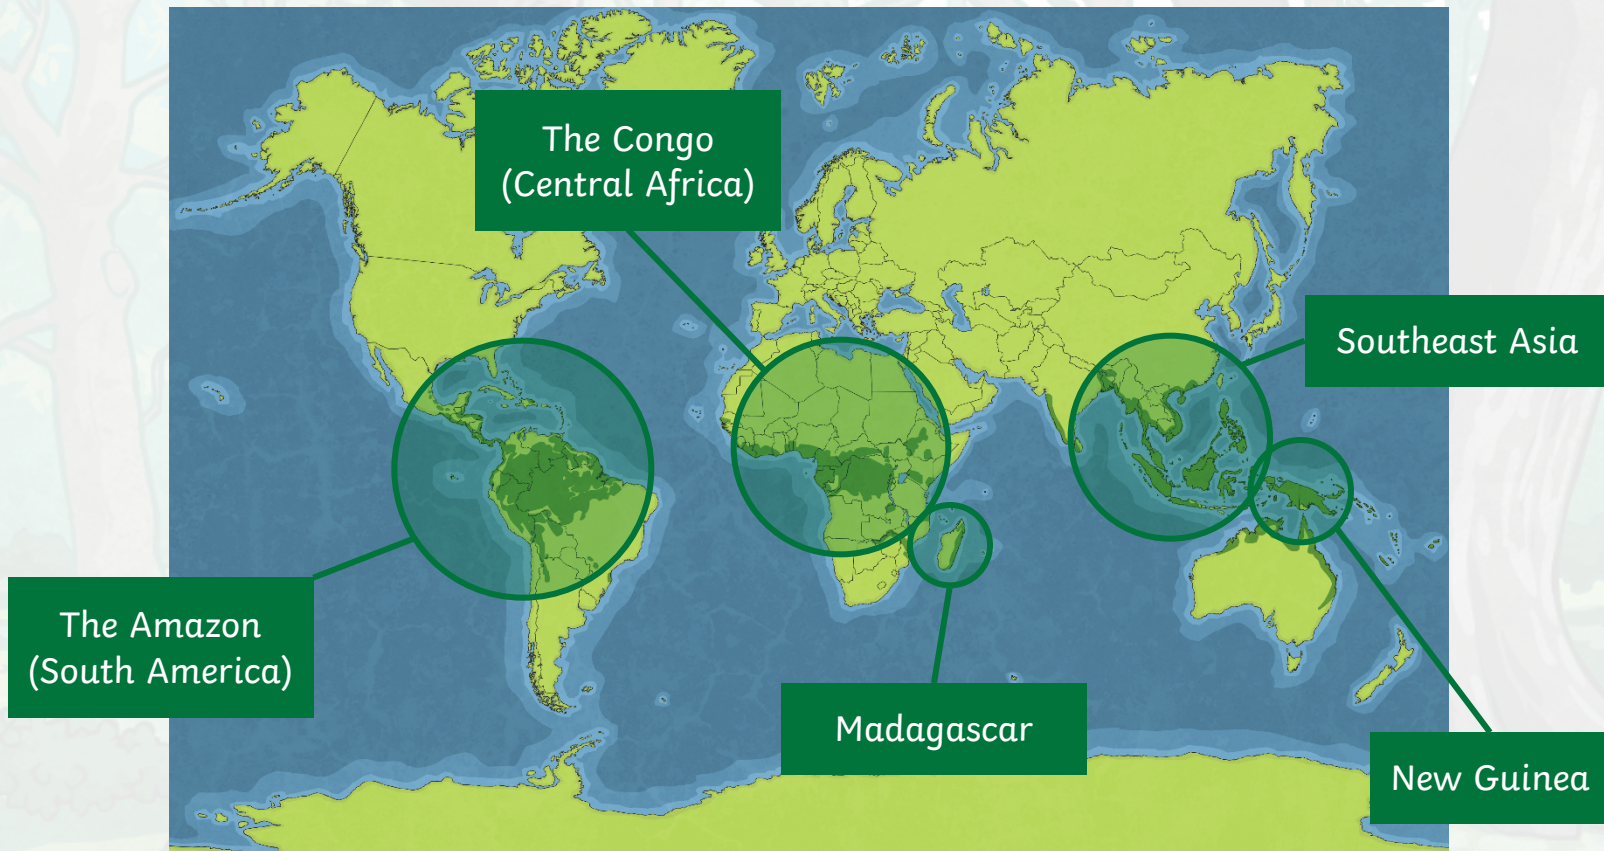 The Congo
(Central Africa)
Southeast Asia
The Amazon
(South America)
Madagascar
New Guinea